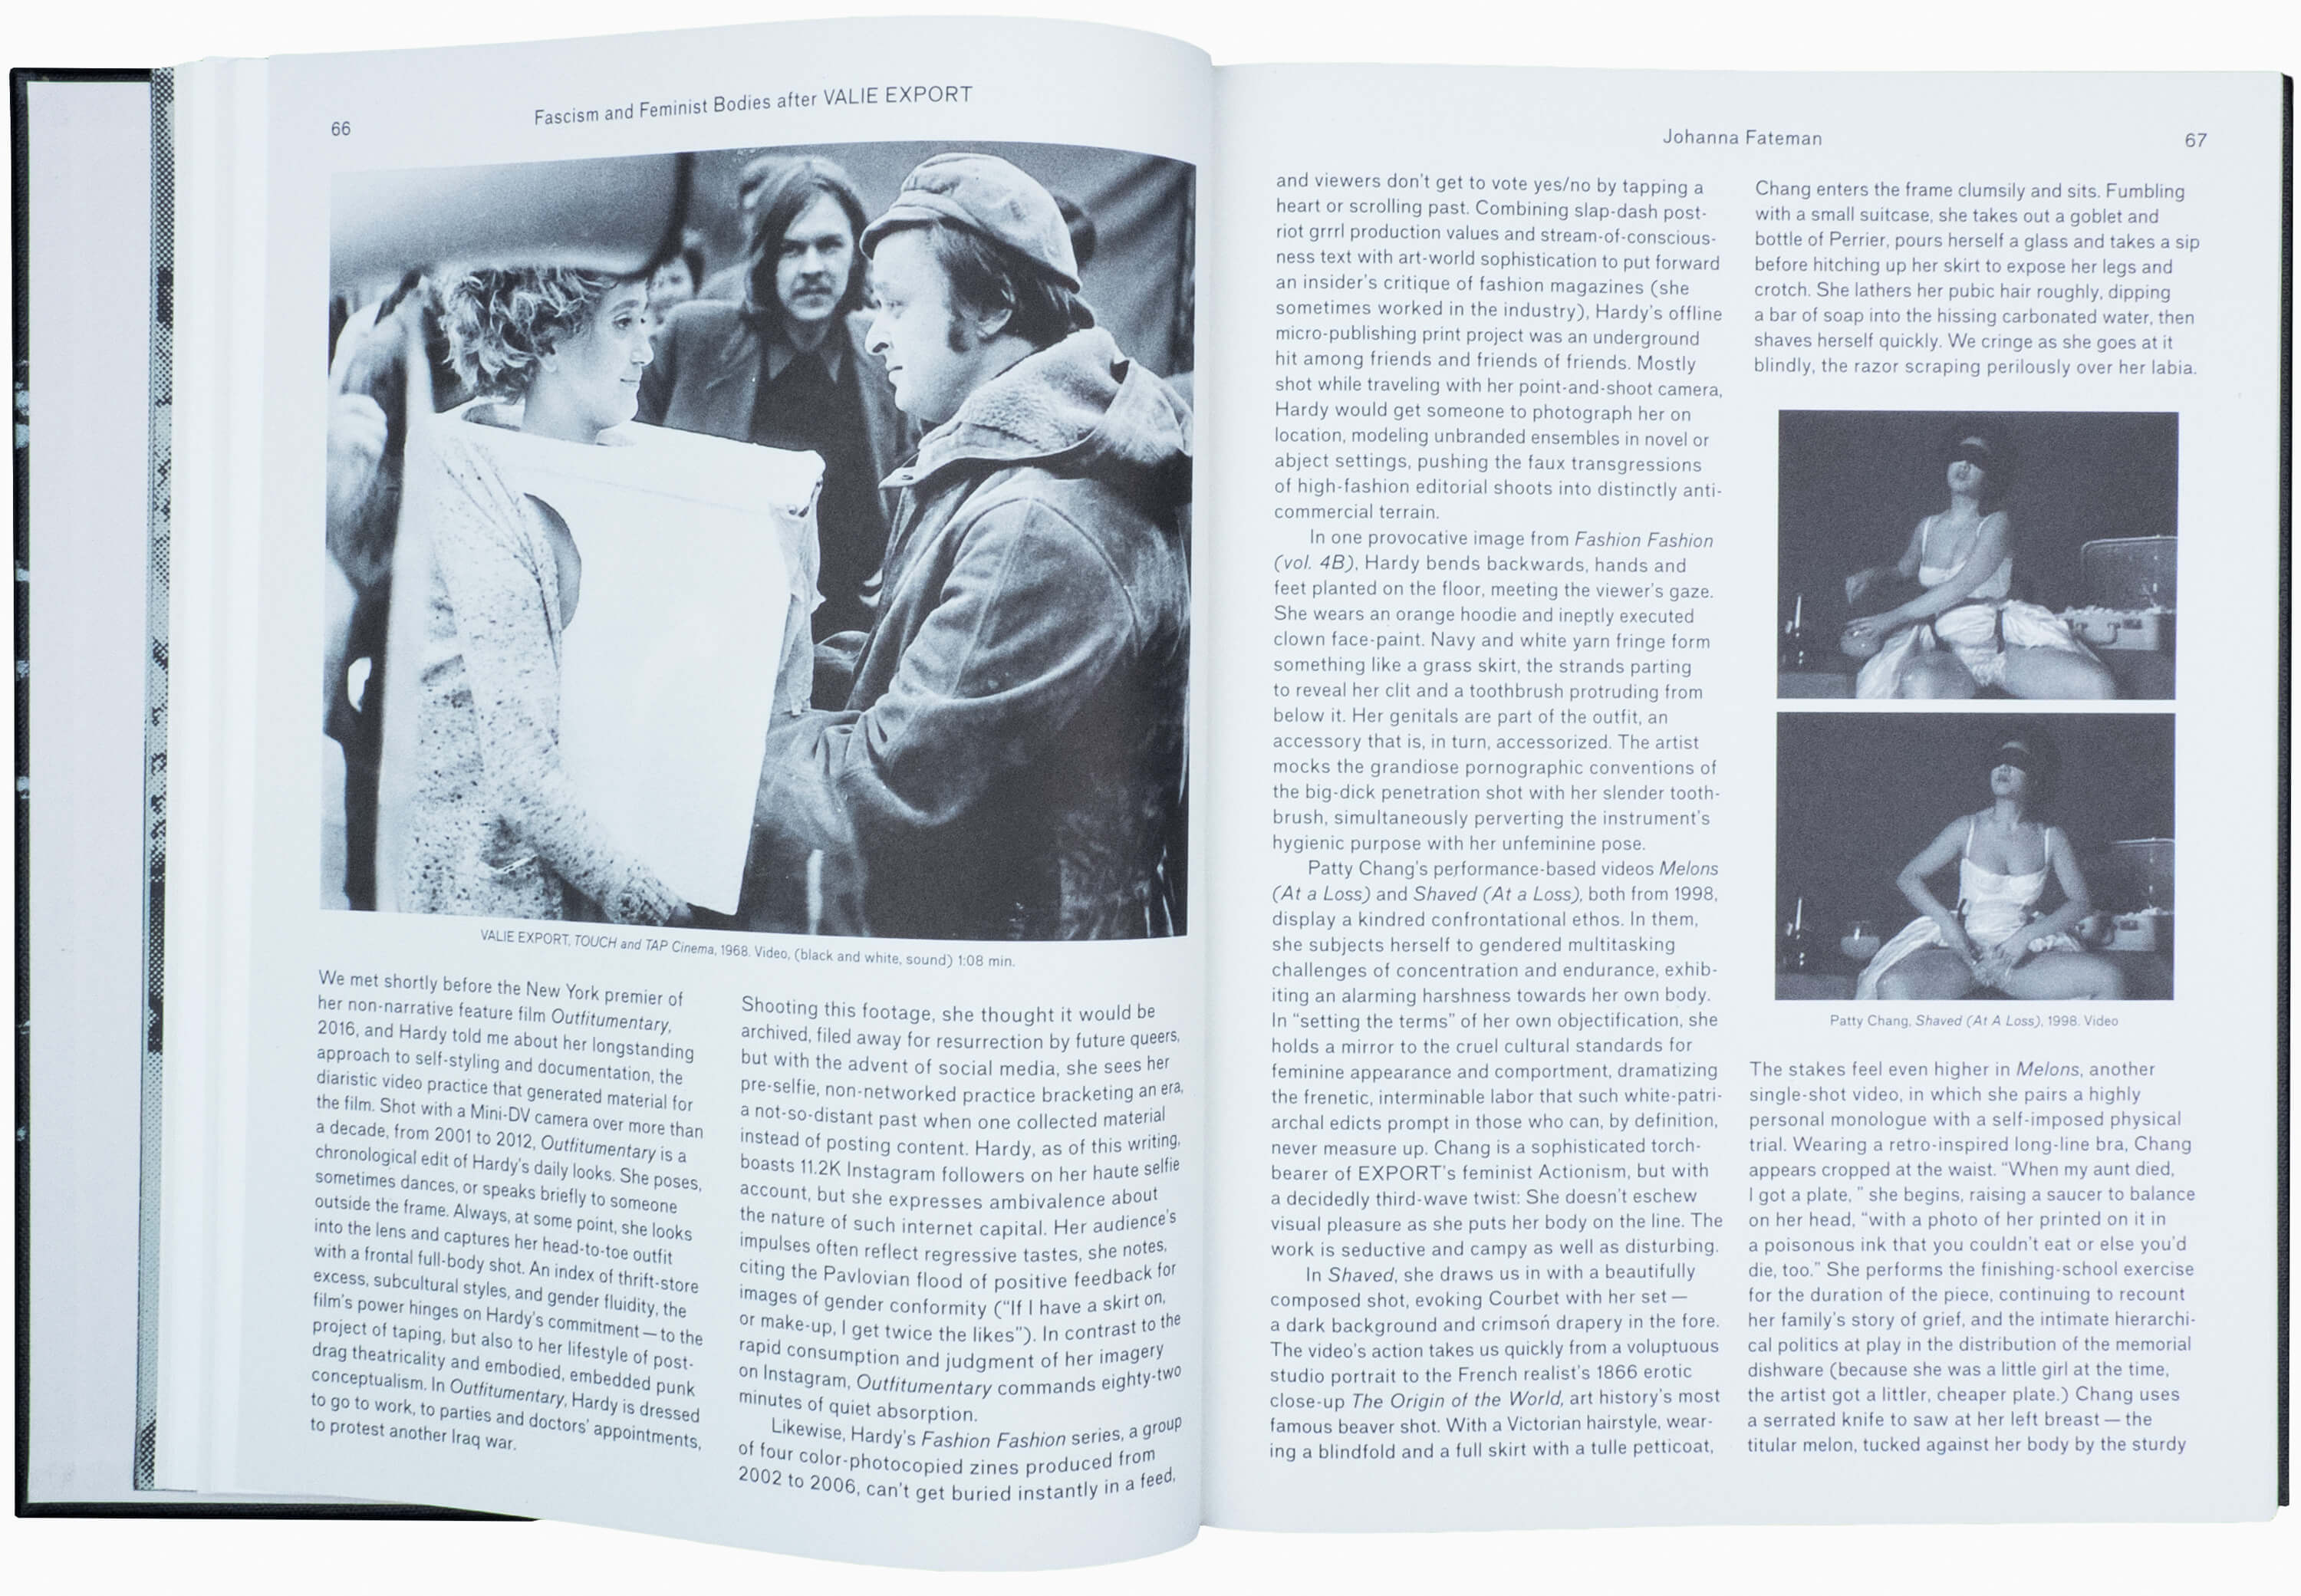 66
Fascism and Feminist Bodies after VALIE EXPORT
VALIE EXPORT, TOUCH and TAP Cinema, 1968. Video, (black and white, sound) 1:08 min.
We met shortly before the New York premier of
her non-narrative feature film Outfitumentary,
2016, and Hardy told me about her longstanding
approach to self-styling and documentation, the
diaristic video practice that generated material for
the film. Shot with a Mini-DV camera over more than
a decade, from 2001 to 2012, Outfitumentary is a
chronological edit of Hardy's daily looks. She poses,
sometimes dances, or speaks briefly to someone
outside the frame. Always, at some point, she looks
into the lens and captures her head-to-toe outfit
with a frontal full-body shot. An index of thrift-store
excess, subcultural styles, and gender fluidity, the
film's power hinges on Hardy's commitment — to the
project of taping, but also to her lifestyle of post-
drag theatricality and embodied, embedded punk
conceptualism. In Outfitumentary, Hardy is dressed
to go to work, to parties and doctors' appointments,
to protest another Iraq war.
Shooting this footage, she thought it would be
archived, filed away for resurrection by future queers,
but with the advent of social media, she sees her
pre-selfie, non-networked practice bracketing an era,
a not-so-distant past when one collected material
instead of posting content. Hardy, as of this writing,
boasts 11.2K Instagram followers on her haute selfie
account, but she expresses ambivalence about
the nature of such internet capital. Her audience's
impulses often reflect regressive tastes, she notes,
citing the Pavlovian flood of positive feedback for
images of gender conformity ("If I have a skirt on,
or make-up, I get twice the likes"). In contrast to the
rapid consumption and judgment of her imagery
on Instagram, Outfitumentary commands eighty-two
minutes of quiet absorption.
Likewise, Hardy's Fashion Fashion series, a group
of four color-photocopied zines produced from
2002 to 2006, can't get buried instantly in a feed,
Johanna Fateman
67
and viewers don't get to vote yes/no by tapping a
heart or scrolling past. Combining slap-dash post-
riot grrrl production values and stream-of-conscious-
ness text with art-world sophistication to put forward
an insider's critique of fashion magazines (she
sometimes worked in the industry), Hardy's offline
micro-publishing print project was an underground
hit among friends and friends of friends. Mostly
shot while traveling with her point-and-shoot camera,
Hardy would get someone to photograph her on
location, modeling unbranded ensembles in novel or
abject settings, pushing the faux transgressions
of high-fashion editorial shoots into distinctly anti-
commercial terrain.
In one provocative image from Fashion Fashion
(vol. 4B), Hardy bends backwards, hands and
feet planted on the floor, meeting the viewer's gaze.
She wears an orange hoodie and ineptly executed
clown face-paint. Navy and white yarn fringe form
something like a grass skirt, the strands parting
to reveal her clit and a toothbrush protruding from
below it. Her genitals are part of the outfit, an
accessory that is, in turn, accessorized. The artist
mocks the grandiose pornographic conventions of
the big-dick penetration shot with her slender tooth-
brush, simultaneously perverting the instrument's
hygienic purpose with her unfeminine pose.
Patty Chang's performance-based videos Melons
(At a Loss) and Shaved (At a Loss), both from 1998,
display a kindred confrontational ethos. In them,
she subjects herself to gendered multitasking
challenges of concentration and endurance, exhib-
iting an alarming harshness towards her own body.
In "setting the terms" of her own objectification, she
holds a mirror to the cruel cultural standards for
feminine appearance and comportment, dramatizing
the frenetic, interminable labor that such white-patri-
archal edicts prompt in those who can, by definition,
never measure up. Chang is a sophisticated torch-
bearer of EXPORT's feminist Actionism, but with
a decidedly third-wave twist: She doesn't eschew
visual pleasure as she puts her body on the line. The
work is seductive and campy as well as disturbing.
In Shaved, she draws us in with a beautifully
composed shot, evoking Courbet with her set —
a dark background and crimson drapery in the fore.
The video's action takes us quickly from a voluptuous
studio portrait to the French realist's 1866 erotic
close-up The Origin of the World, art history's most
famous beaver shot. With a Victorian hairstyle, wear-
ing a blindfold and a full skirt with a tulle petticoat,
Chang enters the frame clumsily and sits. Fumbling
with a small suitcase, she takes out a goblet and
bottle of Perrier, pours herself a glass and takes a sip
before hitching up her skirt to expose her legs and
crotch. She lathers her pubic hair roughly, dipping
a bar of soap into the hissing carbonated water, then
shaves herself quickly. We cringe as she goes at it
blindly, the razor scraping perilously over her labia.
Patty Chang, Shaved (At A Loss), 1998. Video
The stakes feel even higher in Melons, another
single-shot video, in which she pairs a highly
personal monologue with a self-imposed physical
trial. Wearing a retro-inspired long-line bra, Chang
appears cropped at the waist. "When my aunt died,
I got a plate, " she begins, raising a saucer to balance
on her head, "with a photo of her printed on it in
a poisonous ink that you couldn't eat or else you'd
die, too." She performs the finishing-school exercise
for the duration of the piece, continuing to recount
her family's story of grief, and the intimate hierarchi-
cal politics at play in the distribution of the memorial
dishware (because she was a little girl at the time,
the artist got a littler, cheaper plate.) Chang uses
a serrated knife to saw at her left breast — the
titular melon, tucked against her body by the sturdy